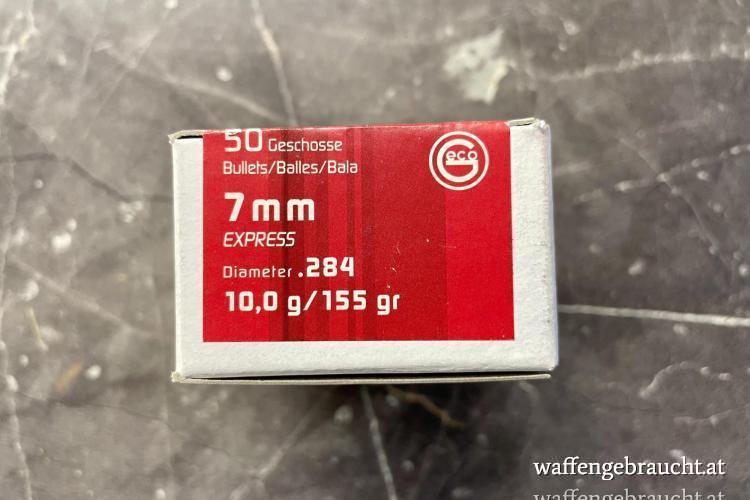 50 Geschosse
Bullets/Balles/Bala
Geco
7mm
EXPRESS
Diameter .284
10,0 g/155 gr
waffengebraucht.at
waffengebraucht.at